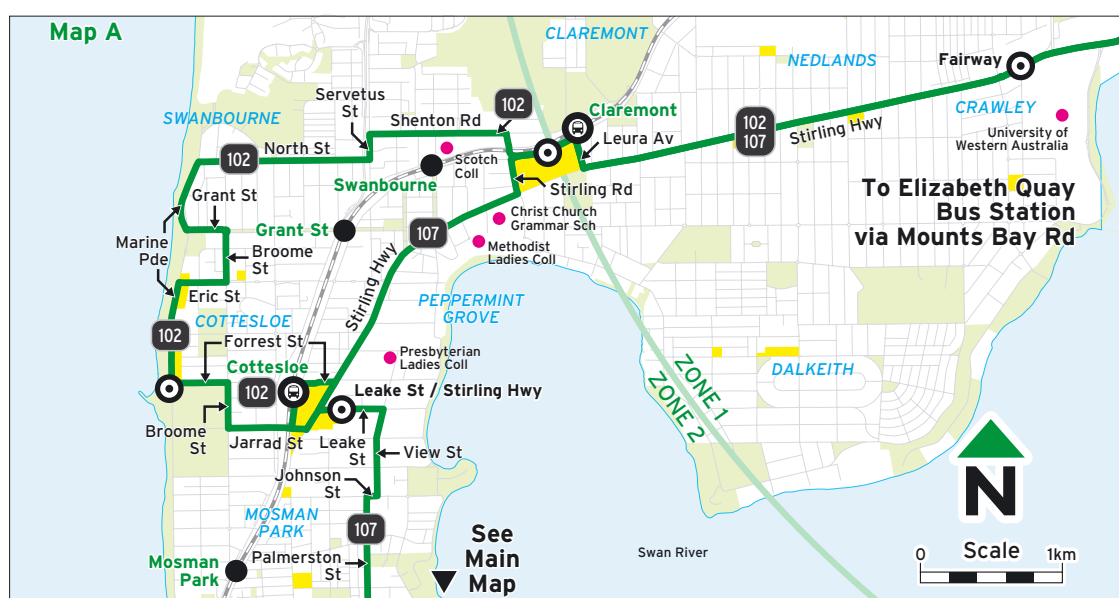 Map A
CLAREMONT
NEDLANDS
Fairway
CRAWLEY
University of
Western Australia
SWANBOURNE
Servetus
St
Shenton Rd
102
Claremont
Leura Av
102
107
Stirling Hwy
102
North St
Scotch
Coll
Swanbourne
Stirling Rd
Grant St
Grant St
107
Christ Church
Grammar Sch
Methodist
Ladies Coll
To Elizabeth Quay
Bus Station
via Mounts Bay Rd
Marine
Pde
Broome
St
Stirling Hwy
Eric St
PEPPERMINT
GROVE
102
COTTESLOE
Forrest St
Presbyterian
Ladies Coll
ZONE 1
ZONE 2
DALKEITH
Cottesloe
102
Leake St / Stirling Hwy
Broome
St
Jarrad St
Leake
St
View St
Johnson
St
MOSMAN
PARK
107
See
Main
Map
Swan River
N
Scale
0
1km
Mosman
Park
Palmerston
St